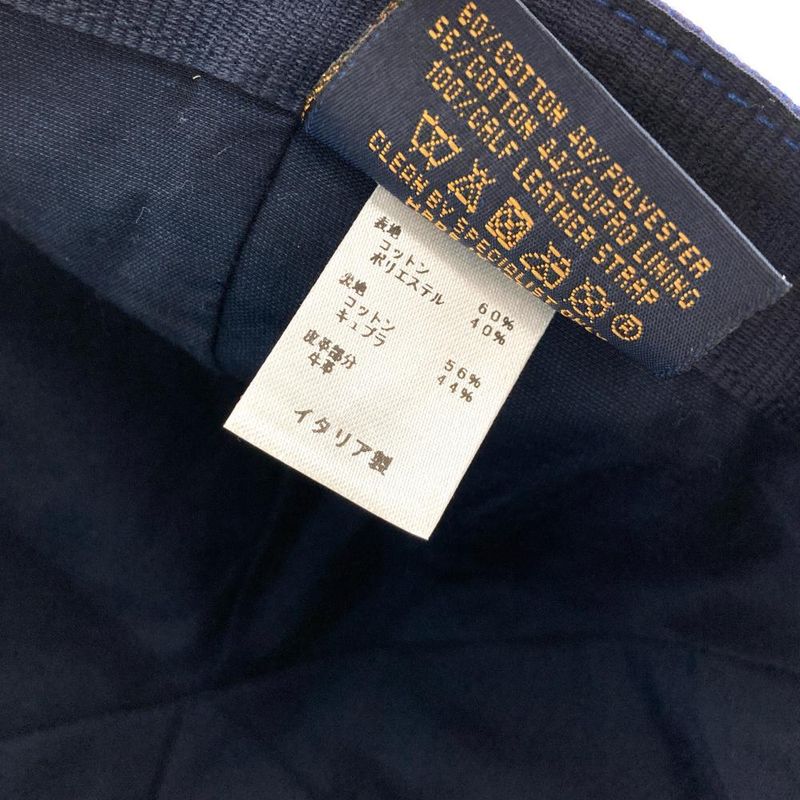 60/COTTON 40/POLYESTER
56/COTTON 44/CUPRO LINING
100/CALF LEATHER STRAP
CLEAN BY SPECIALIST ONLY
表地
コットン 60%
ポリエステル 40%
裏地
コットン 56%
キュプラ 44%
皮革部分
牛革
イタリア製